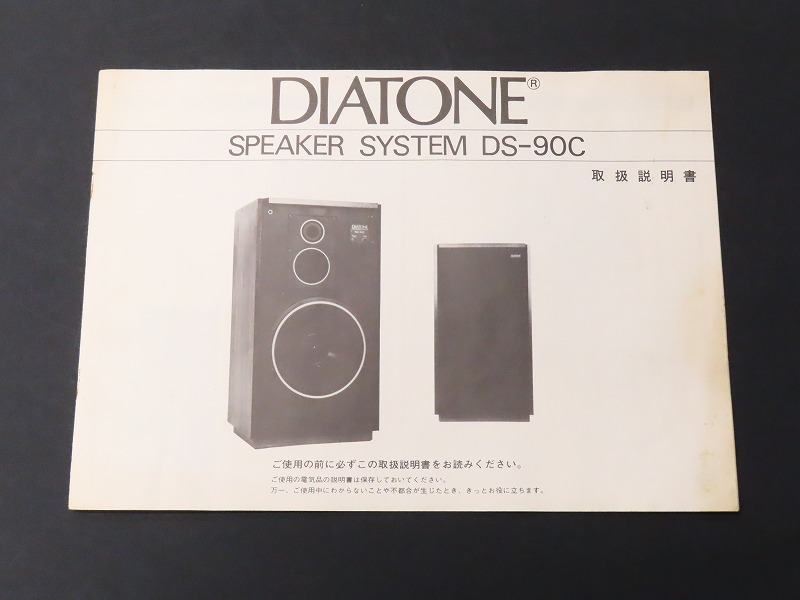 DIATONE®
SPEAKER SYSTEM DS-90C
取扱説明書
DIATONE
ご使用の前に必ずこの取扱説明書をお読みください。
ご使用の電気品の説明書は保存しておいてください。
万一、ご使用中にわからないことや不都合が生じたとき、きっとお役に立ちます。